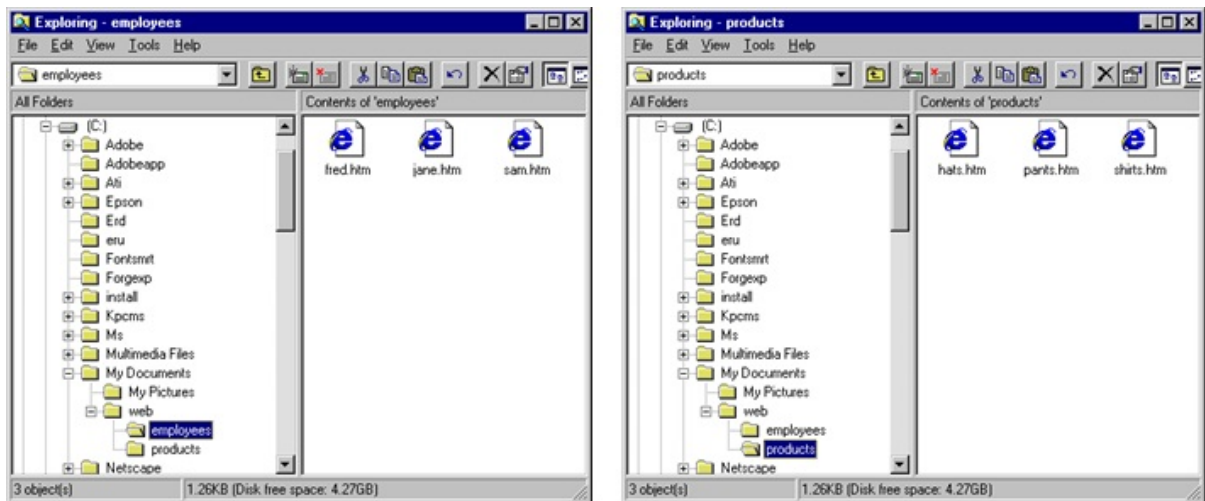 Exploring - employees
File Edit View Tools Help
employees
All Folders
Contents of 'employees'
(C:)
Adobe
Adobeapp
Ati
Epson
Erd
eru
Fontsmrt
Forgexp
install
Kpcms
Ms
Multimedia Files
My Documents
My Pictures
web
employees
products
Netscape
fred.htm jane.htm sam.htm
3 object(s) 1.26KB (Disk free space: 4.27GB)
Exploring - products
File Edit View Tools Help
products
All Folders
Contents of 'products'
(C:)
Adobe
Adobeapp
Ati
Epson
Erd
eru
Fontsmrt
Forgexp
install
Kpcms
Ms
Multimedia Files
My Documents
My Pictures
web
employees
products
Netscape
hats.htm pants.htm shirts.htm
3 object(s) 1.26KB (Disk free space: 4.27GB)